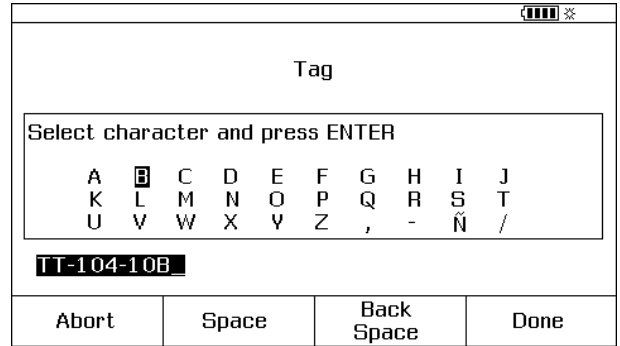 Tag
Select character and press ENTER
A B C D E F G H I J
K L M N O P Q R S T
U V W X Y Z , - Ñ /
TT-104-10B_
Abort Space Back Space Done